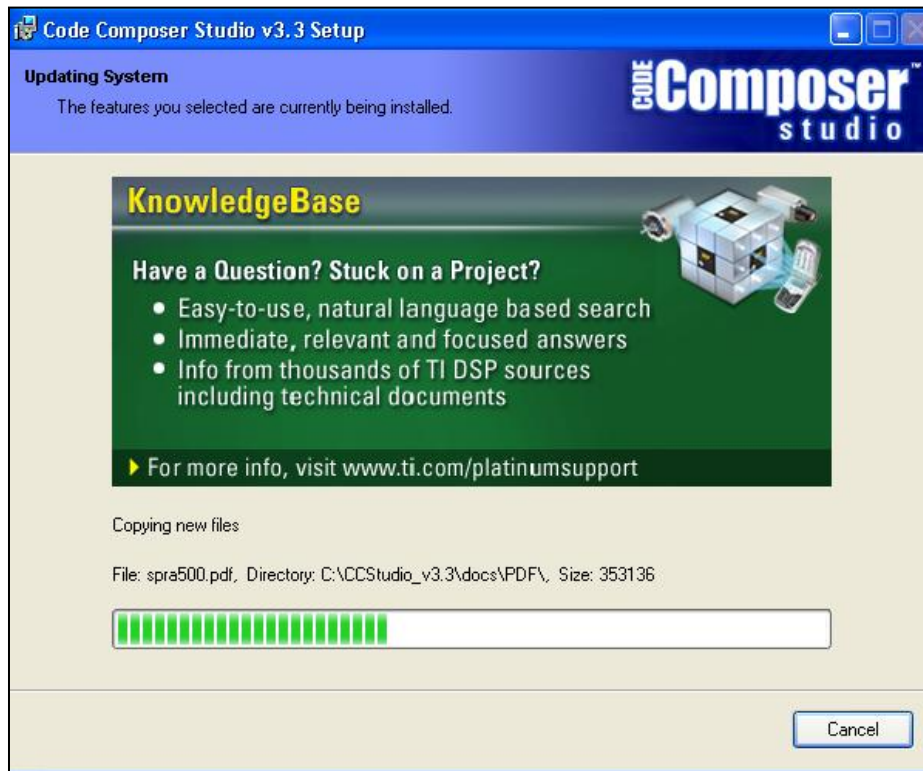 Code Composer Studio v3.3 Setup
Updating System
The features you selected are currently being installed.
CODE Composer™
studio
KnowledgeBase
Have a Question? Stuck on a Project?
• Easy-to-use, natural language based search
• Immediate, relevant and focused answers
• Info from thousands of TI DSP sources
including technical documents
For more info, visit www.ti.com/platinumsupport
Copying new files
File: spra500.pdf, Directory: C:\CCStudio_v3.3\docs\PDF\, Size: 353136
Cancel